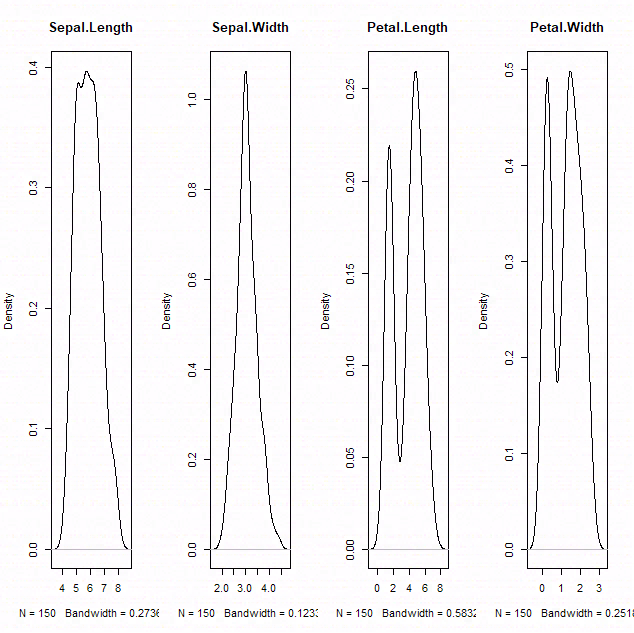 Sepal.Length
Sepal.Width
Petal.Length
Petal.Width
Density
0.0 0.1 0.2 0.3 0.4
4 5 6 7 8
N = 150 Bandwidth = 0.2736
Density
0.0 0.2 0.4 0.6 0.8 1.0
2.0 3.0 4.0
N = 150 Bandwidth = 0.123
Density
0.00 0.05 0.10 0.15 0.20 0.25
0 2 4 6 8
N = 150 Bandwidth = 0.5832
Density
0.0 0.1 0.2 0.3 0.4 0.5
0 1 2 3
N = 150 Bandwidth = 0.251